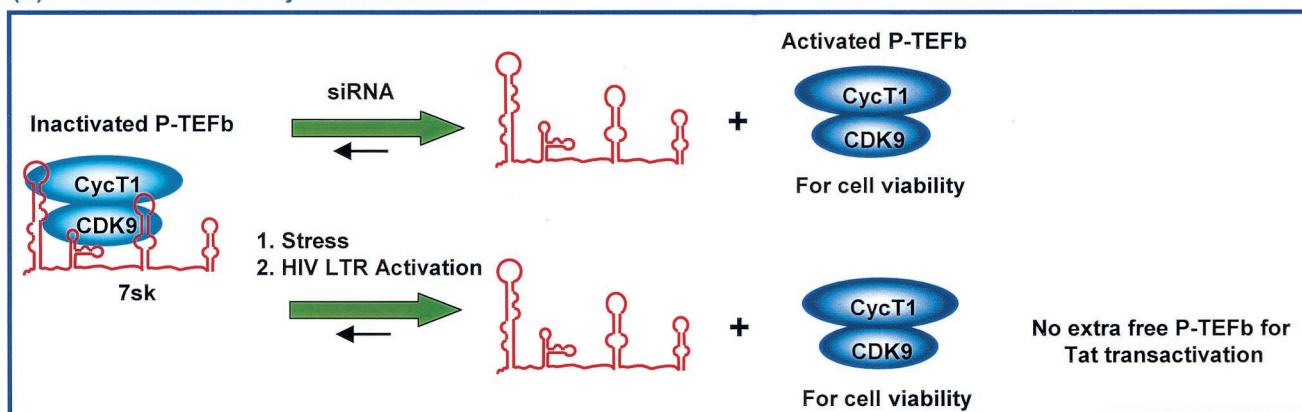 siRNA
Activated P-TEFb
CycT1
CDK9
+
For cell viability
Inactivated P-TEFb
CycT1
CDK9
7sk
1. Stress
2. HIV LTR Activation
+
CycT1
CDK9
For cell viability
No extra free P-TEFb for
Tat transactivation